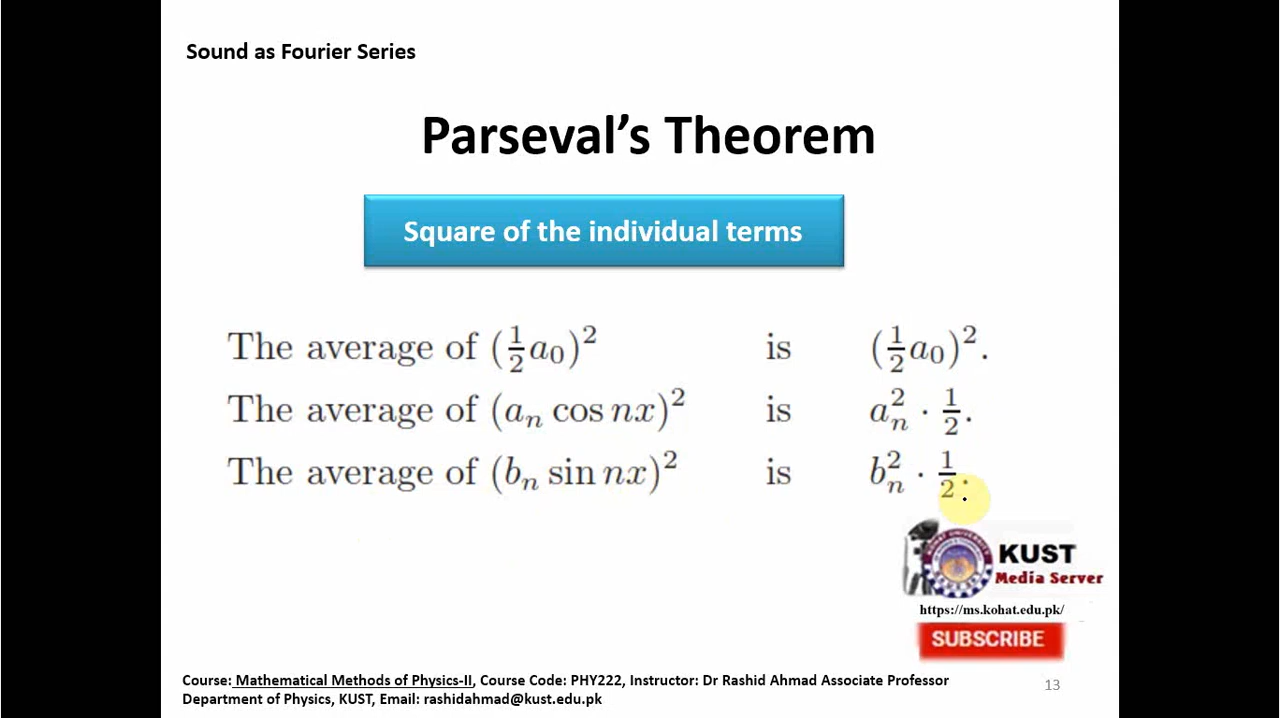 Sound as Fourier Series
Parseval’s Theorem
Square of the individual terms
The average of (½a₀)² is (½a₀)².
The average of (aₙ cos nx)² is aₙ² · ½.
The average of (bₙ sin nx)² is bₙ² · ½.
KUST
Media Server
https://ms.kohat.edu.pk/
SUBSCRIBE
Course: Mathematical Methods of Physics-II, Course Code: PHY222, Instructor: Dr Rashid Ahmad Associate Professor
Department of Physics, KUST, Email: rashidahmad@kust.edu.pk
13